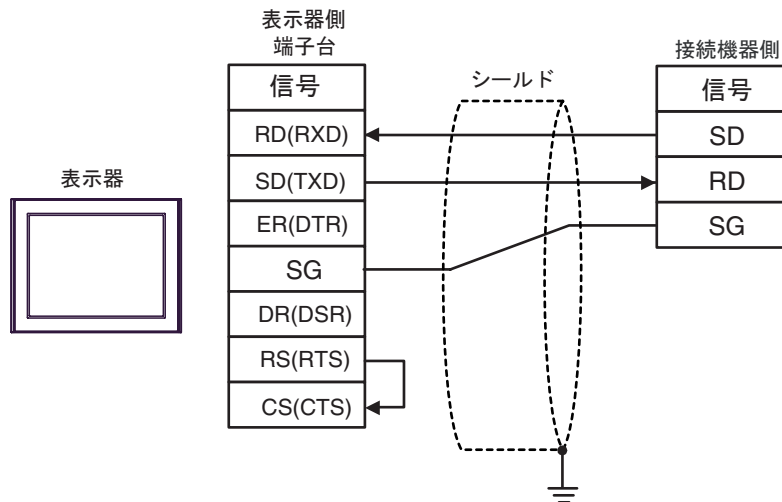 表示器側
端子台
信号
RD(RXD)
SD(TXD)
ER(DTR)
SG
DR(DSR)
RS(RTS)
CS(CTS)
表示器
シールド
接続機器側
信号
SD
RD
SG